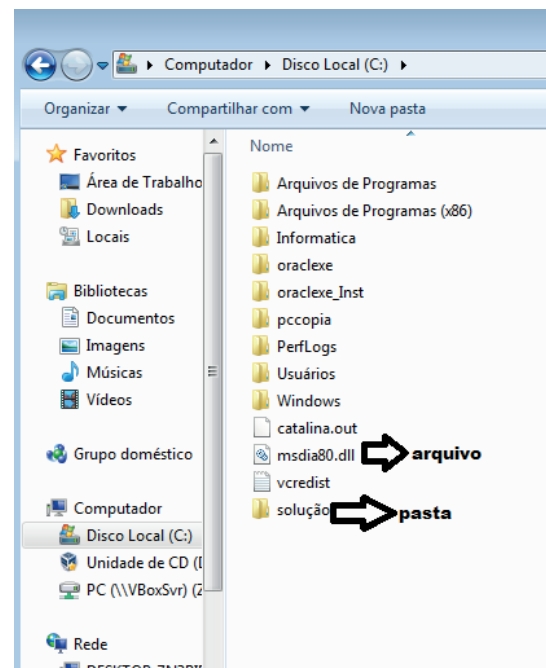 Computador ▸ Disco Local (C:) ▸
Organizar Compartilhar com Nova pasta
Favoritos
Área de Trabalho
Downloads
Locais
Bibliotecas
Documentos
Imagens
Músicas
Vídeos
Grupo doméstico
Computador
Disco Local (C:)
Unidade de CD (
PC (\\VBoxSvr) (
Rede
Nome
Arquivos de Programas
Arquivos de Programas (x86)
Informatica
oraclexe
oraclexe_Inst
pccopia
PerfLogs
Usuários
Windows
catalina.out
msdia80.dll arquivo
vcredist
solução pasta